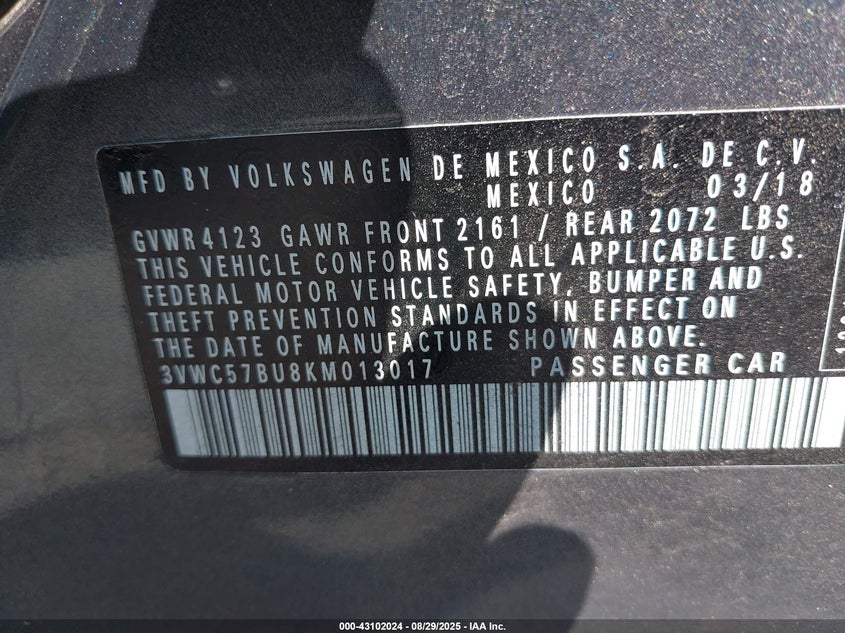 MFD BY VOLKSWAGEN DE MEXICO S.A. DE C.V.
MEXICO 03/18
GVWR 4123 GAWR FRONT 2161 / REAR 2072 LBS
THIS VEHICLE CONFORMS TO ALL APPLICABLE U.S.
FEDERAL MOTOR VEHICLE SAFETY, BUMPER AND
THEFT PREVENTION STANDARDS IN EFFECT ON
THE DATE OF MANUFACTURE SHOWN ABOVE.
3VWC57BU8KM013017 PASSENGER CAR
000-43102024 - 08/29/2025 - IAA Inc.